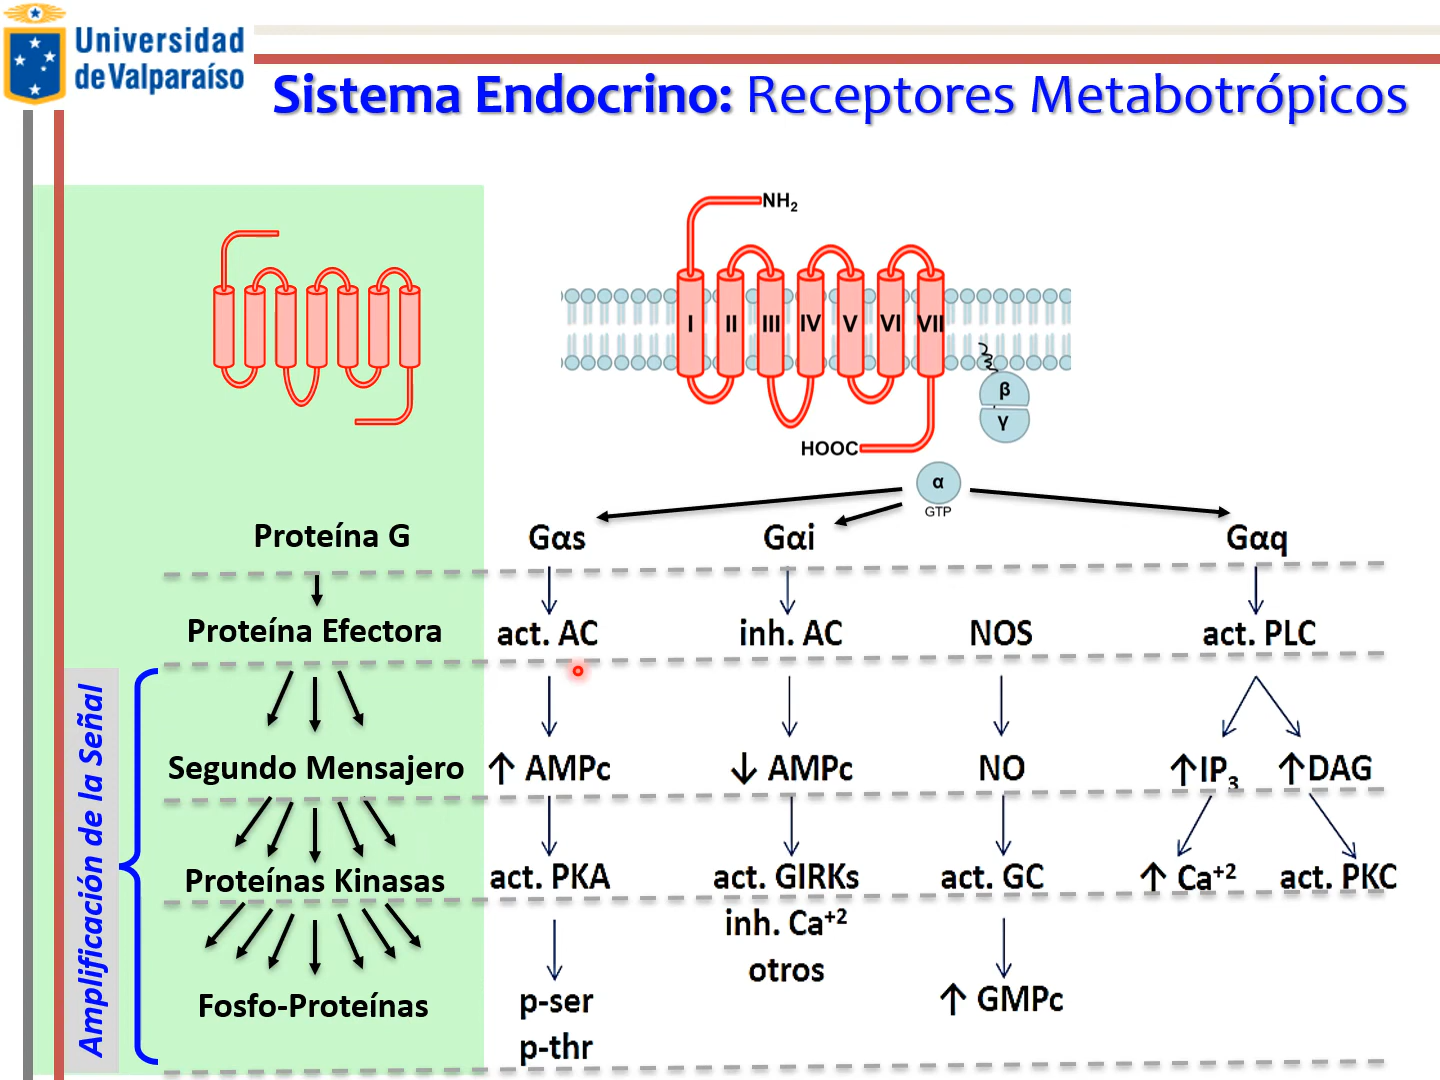 Universidad
de Valparaíso
Sistema Endocrino: Receptores Metabotrópicos
NH2
I II III IV V VI VII
β
γ
HOOC
α
GTP
Proteína G Gαs Gαi Gαq
Proteína Efectora act. AC inh. AC NOS act. PLC
Amplificación de la Señal
Segundo Mensajero ↑ AMPc ↓ AMPc NO ↑IP3 ↑DAG
Proteínas Kinasas act. PKA act. GIRKs act. GC ↑ Ca+2 act. PKC
inh. Ca+2
otros
Fosfo-Proteínas p-ser ↑ GMPc
p-thr